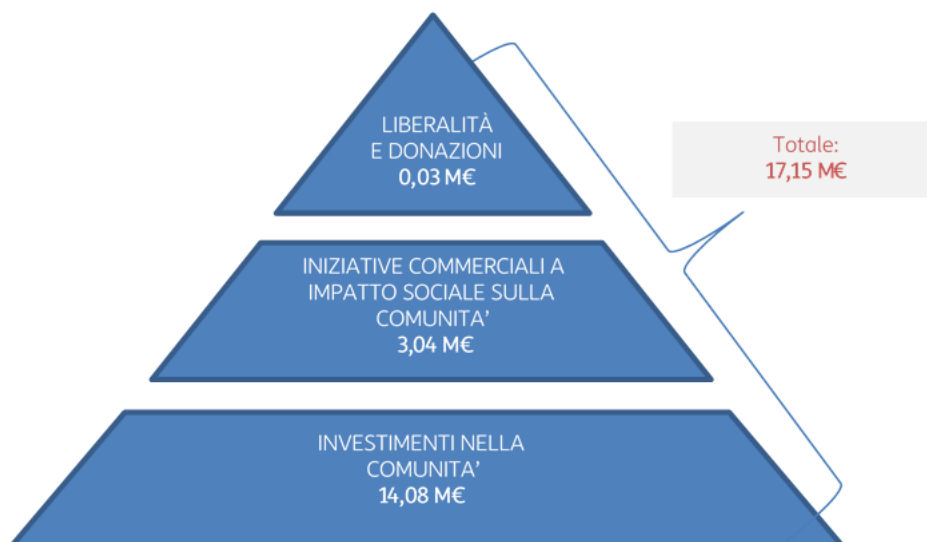 LIBERALITÀ
E DONAZIONI
0,03 M€
Totale:
17,15 M€
INIZIATIVE COMMERCIALI A
IMPATTO SOCIALE SULLA
COMUNITA’
3,04 M€
INVESTIMENTI NELLA
COMUNITA’
14,08 M€